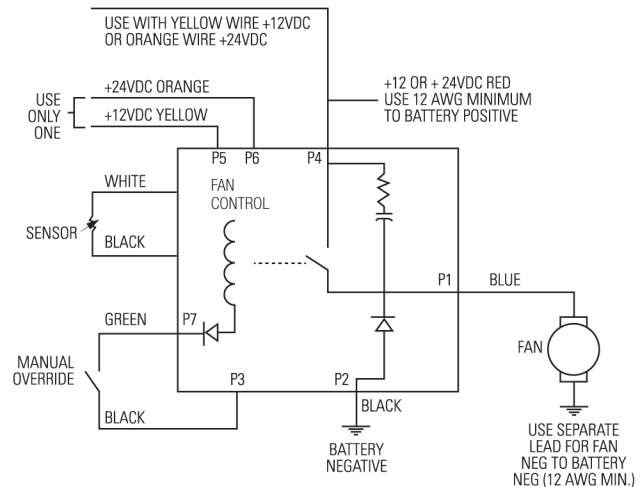 USE WITH YELLOW WIRE +12VDC
OR ORANGE WIRE +24VDC
+24VDC ORANGE
+12VDC YELLOW
USE
ONLY
ONE
+12 OR + 24VDC RED
USE 12 AWG MINIMUM
TO BATTERY POSITIVE
P5
P6
P4
WHITE
FAN
CONTROL
SENSOR
BLACK
P1
BLUE
GREEN
P7
FAN
MANUAL
OVERRIDE
P3
P2
BLACK
BLACK
BATTERY
NEGATIVE
USE SEPARATE
LEAD FOR FAN
NEG TO BATTERY
NEG (12 AWG MIN.)